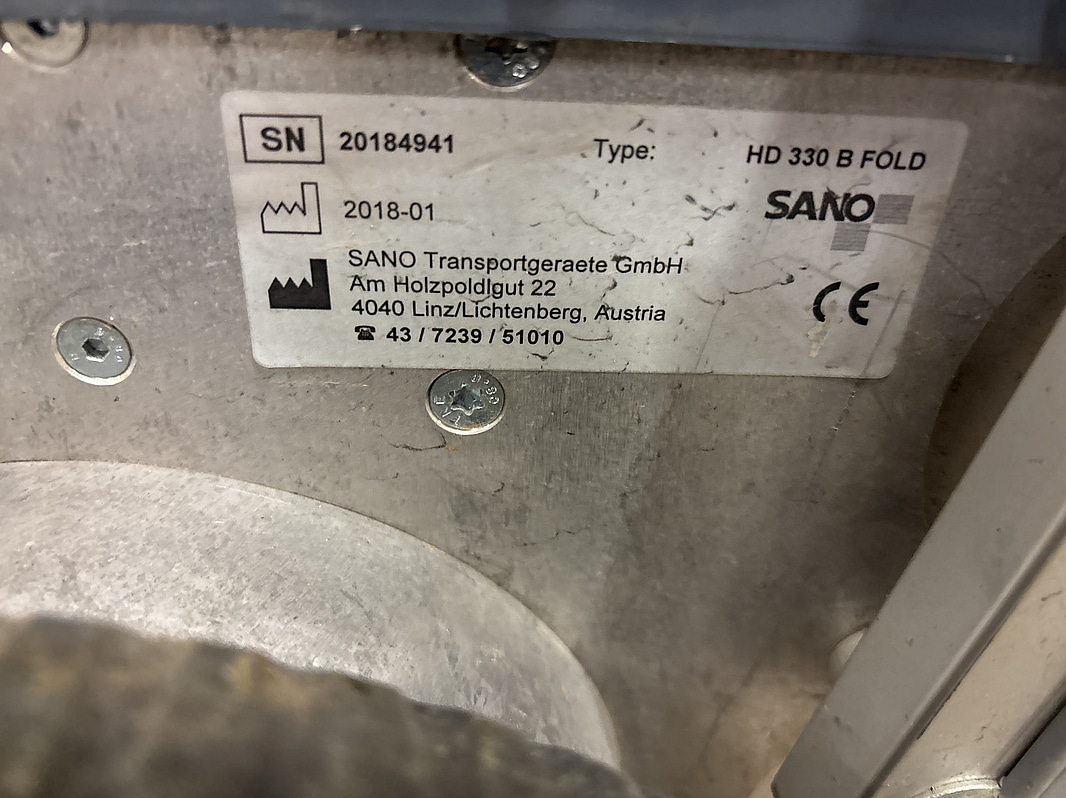 SN 20184941 Type: HD 330 B FOLD
2018-01 SANO
SANO Transportgeraete GmbH
Am Holzpoldlgut 22
4040 Linz/Lichtenberg, Austria CE
☎ 43 / 7239 / 51010